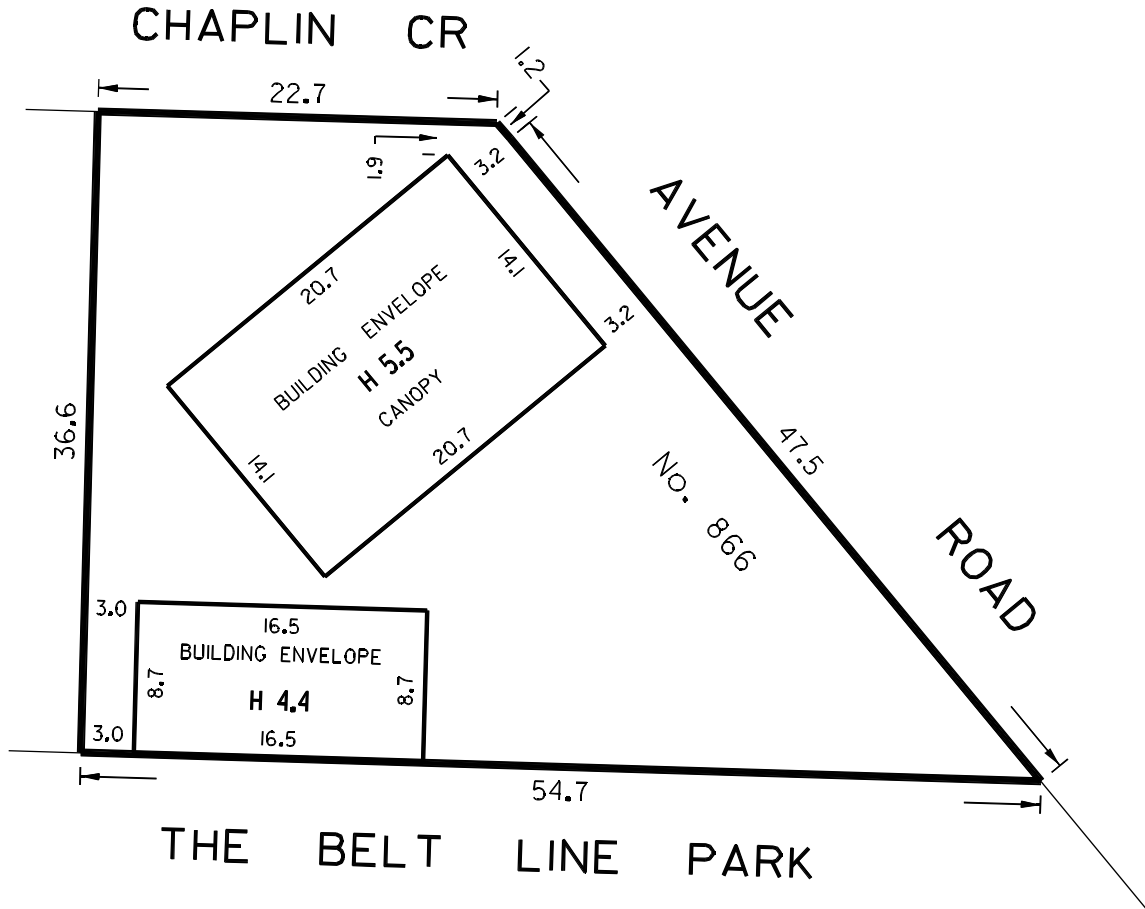 CHAPLIN CR
22.7
1.2
1.9
3.2
AVENUE
14.1
20.7
BUILDING ENVELOPE
H 5.5
CANOPY
3.2
36.6
20.7
14.1
47.5
No. 866
ROAD
3.0
16.5
BUILDING ENVELOPE
8.7
H 4.4
8.7
3.0
16.5
54.7
THE BELT LINE PARK